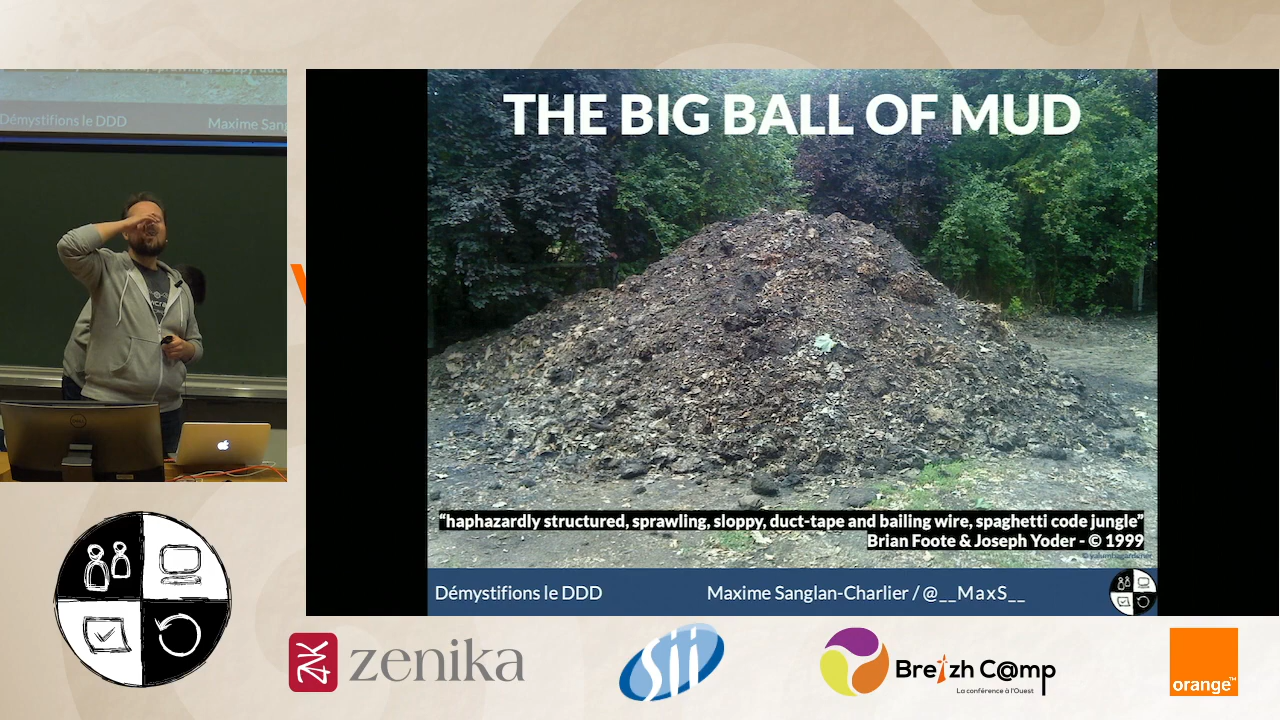 Démystifions le DDD
Maxime Sang
THE BIG BALL OF MUD
“haphazardly structured, sprawling, sloppy, duct-tape and bailing wire, spaghetti code jungle”
Brian Foote & Joseph Yoder - © 1999
Démystifions le DDD
Maxime Sanglan-Charlier / @__MaxS__
zenika
sii
Breizh C@mp
La conférence à l'Ouest
orange™